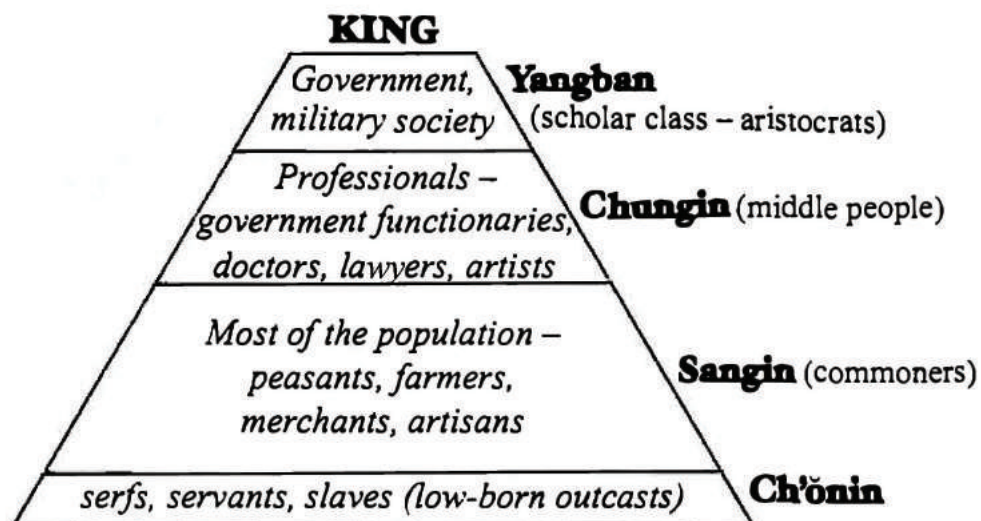 KING
Government,
military society
Yangban
(scholar class – aristocrats)
Professionals –
government functionaries,
doctors, lawyers, artists
Chungin (middle people)
Most of the population –
peasants, farmers,
merchants, artisans
Sangin (commoners)
serfs, servants, slaves (low-born outcasts)
Ch'ŏnin